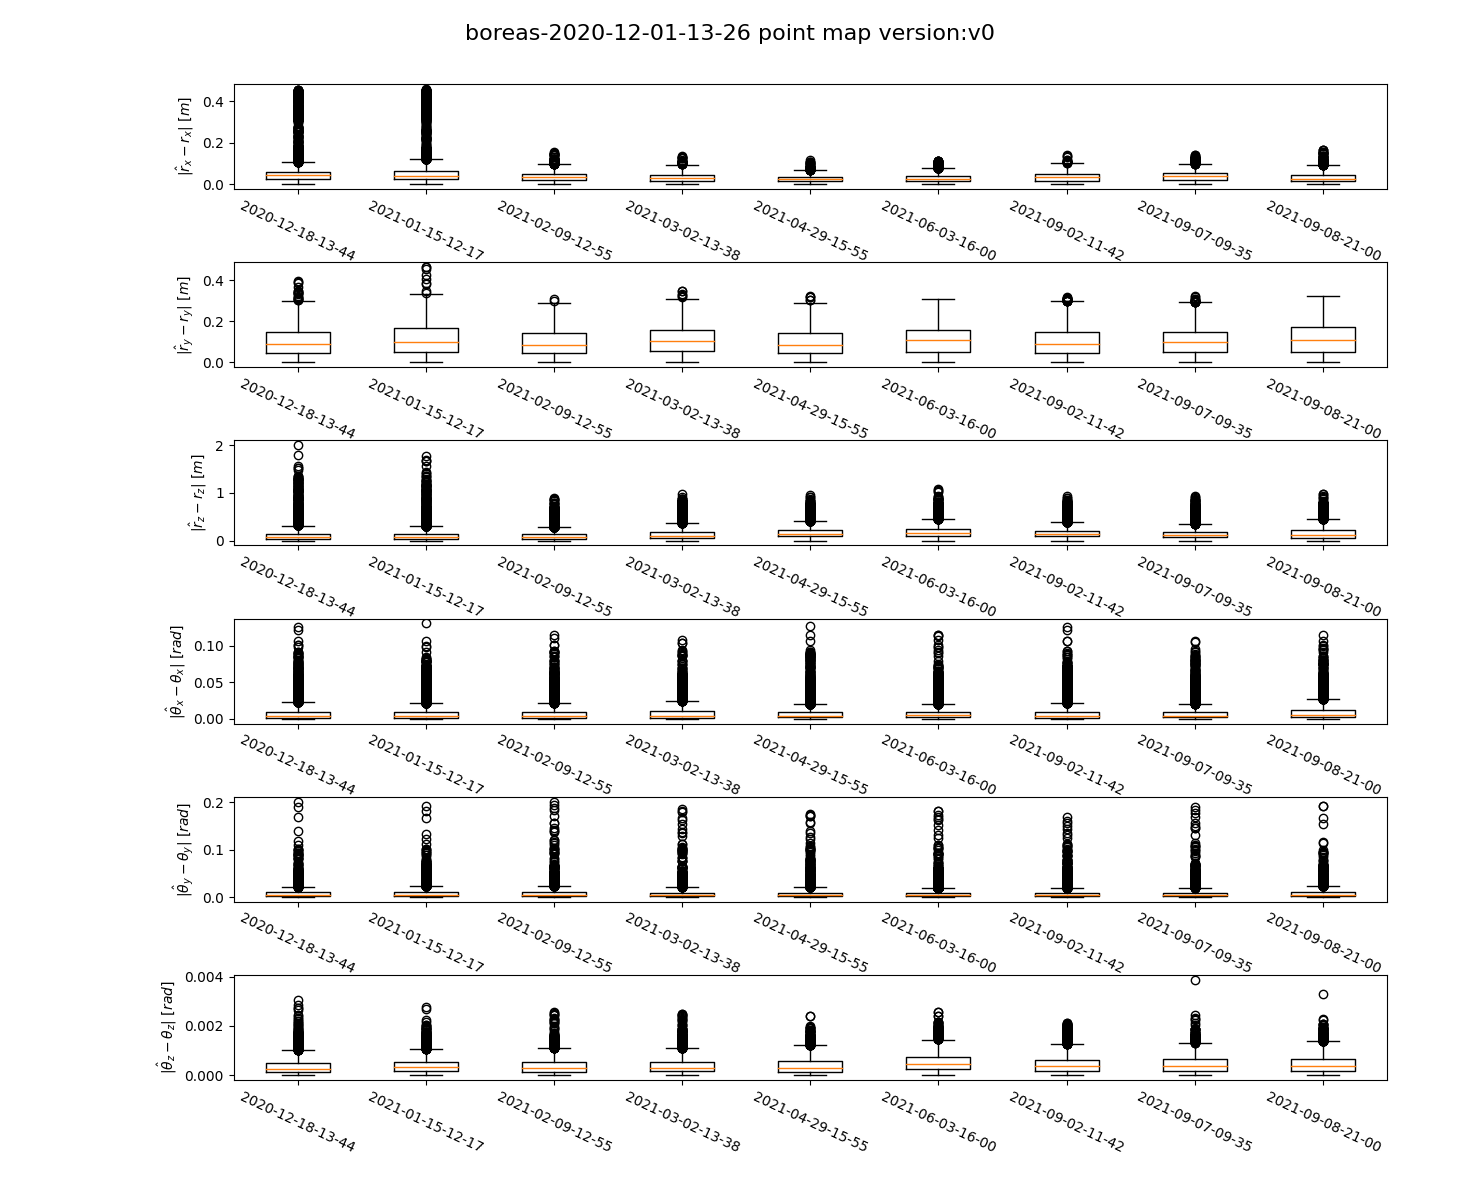 boreas-2020-12-01-13-26 point map version:v0
|r̂_x − r_x| [m]
0.4
0.2
0.0
2020-12-18-13-44 2021-01-15-12-17 2021-02-09-12-55 2021-03-02-13-38 2021-04-29-15-55 2021-06-03-16-00 2021-09-02-11-42 2021-09-07-09-35 2021-09-08-21-00
|r̂_y − r_y| [m]
0.4
0.2
0.0
2020-12-18-13-44 2021-01-15-12-17 2021-02-09-12-55 2021-03-02-13-38 2021-04-29-15-55 2021-06-03-16-00 2021-09-02-11-42 2021-09-07-09-35 2021-09-08-21-00
|r̂_z − r_z| [m]
2
1
0
2020-12-18-13-44 2021-01-15-12-17 2021-02-09-12-55 2021-03-02-13-38 2021-04-29-15-55 2021-06-03-16-00 2021-09-02-11-42 2021-09-07-09-35 2021-09-08-21-00
|θ̂_x − θ_x| [rad]
0.10
0.05
0.00
2020-12-18-13-44 2021-01-15-12-17 2021-02-09-12-55 2021-03-02-13-38 2021-04-29-15-55 2021-06-03-16-00 2021-09-02-11-42 2021-09-07-09-35 2021-09-08-21-00
|θ̂_y − θ_y| [rad]
0.2
0.1
0.0
2020-12-18-13-44 2021-01-15-12-17 2021-02-09-12-55 2021-03-02-13-38 2021-04-29-15-55 2021-06-03-16-00 2021-09-02-11-42 2021-09-07-09-35 2021-09-08-21-00
|θ̂_z − θ_z| [rad]
0.004
0.002
0.000
2020-12-18-13-44 2021-01-15-12-17 2021-02-09-12-55 2021-03-02-13-38 2021-04-29-15-55 2021-06-03-16-00 2021-09-02-11-42 2021-09-07-09-35 2021-09-08-21-00